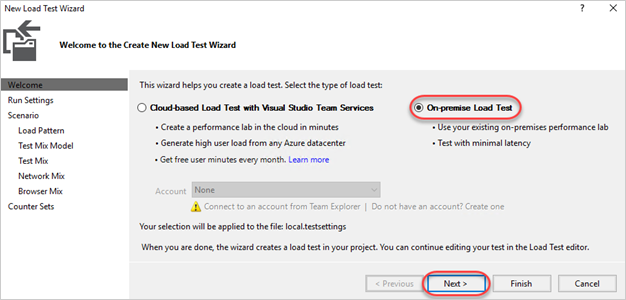 New Load Test Wizard
Welcome to the Create New Load Test Wizard
Welcome
Run Settings
Scenario
Load Pattern
Test Mix Model
Test Mix
Network Mix
Browser Mix
Counter Sets
This wizard helps you create a load test. Select the type of load test:
Cloud-based Load Test with Visual Studio Team Services
• Create a performance lab in the cloud in minutes
• Generate high user load from any Azure datacenter
• Get free user minutes every month. Learn more
On-premise Load Test
• Use your existing on-premises performance lab
• Test with minimal latency
Account None
Connect to an account from Team Explorer | Do not have an account? Create one
Your selection will be applied to the file: local.testsettings
When you are done, the wizard creates a load test in your project. You can continue editing your test in the Load Test editor.
< Previous Next > Finish Cancel